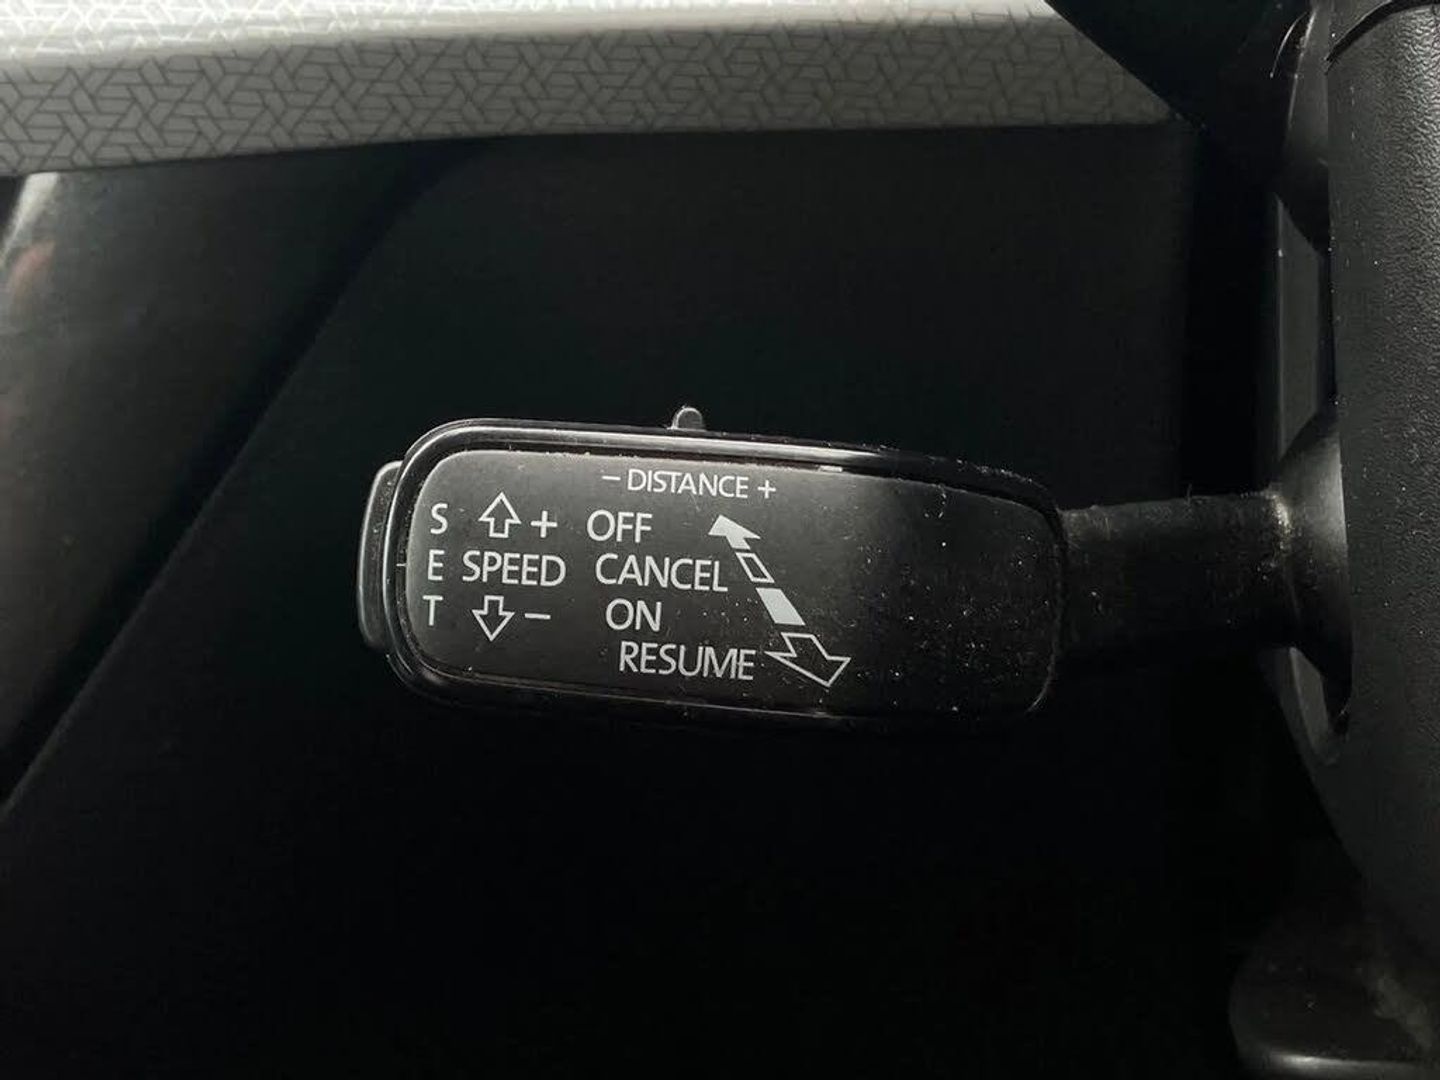 − DISTANCE +
S + OFF
E SPEED CANCEL
T − ON
RESUME